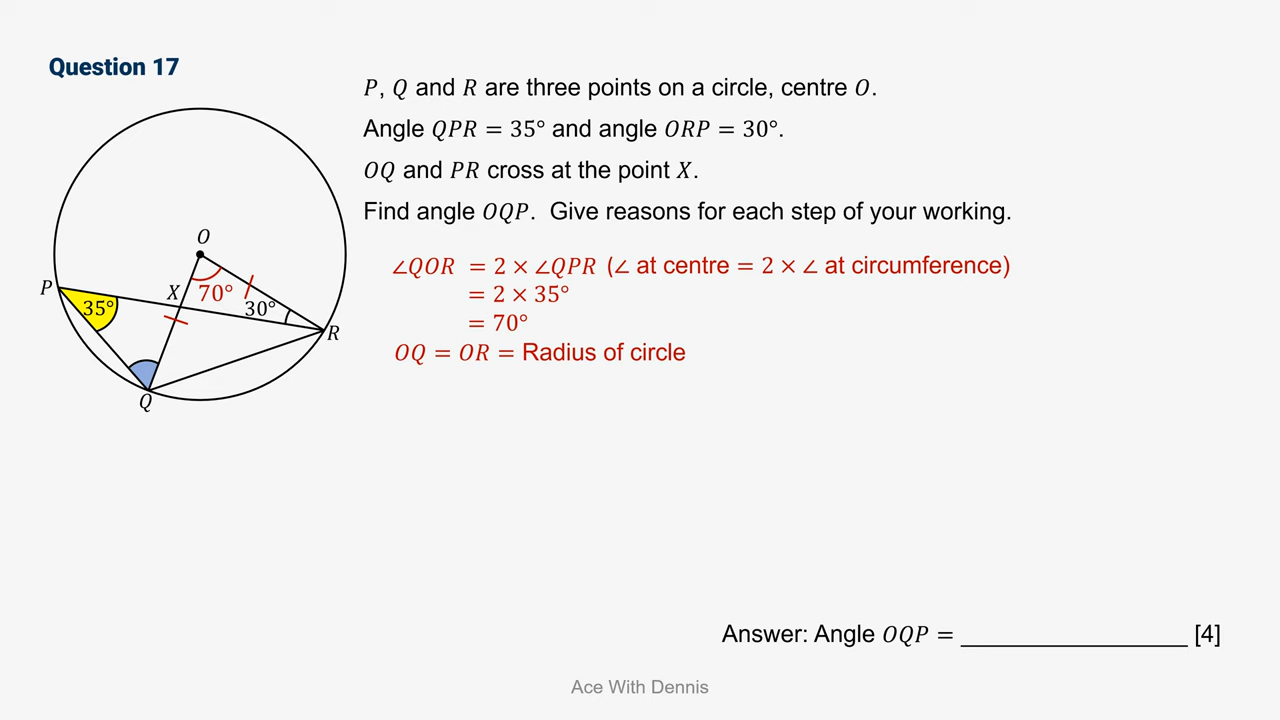 Question 17
P, Q and R are three points on a circle, centre O.
Angle QPR = 35° and angle ORP = 30°.
OQ and PR cross at the point X.
Find angle OQP. Give reasons for each step of your working.
O
P
X
70°
35°
30°
R
Q
∠QOR = 2 × ∠QPR (∠ at centre = 2 × ∠ at circumference)
= 2 × 35°
= 70°
OQ = OR = Radius of circle
Answer: Angle OQP = ____________________ [4]
Ace With Dennis